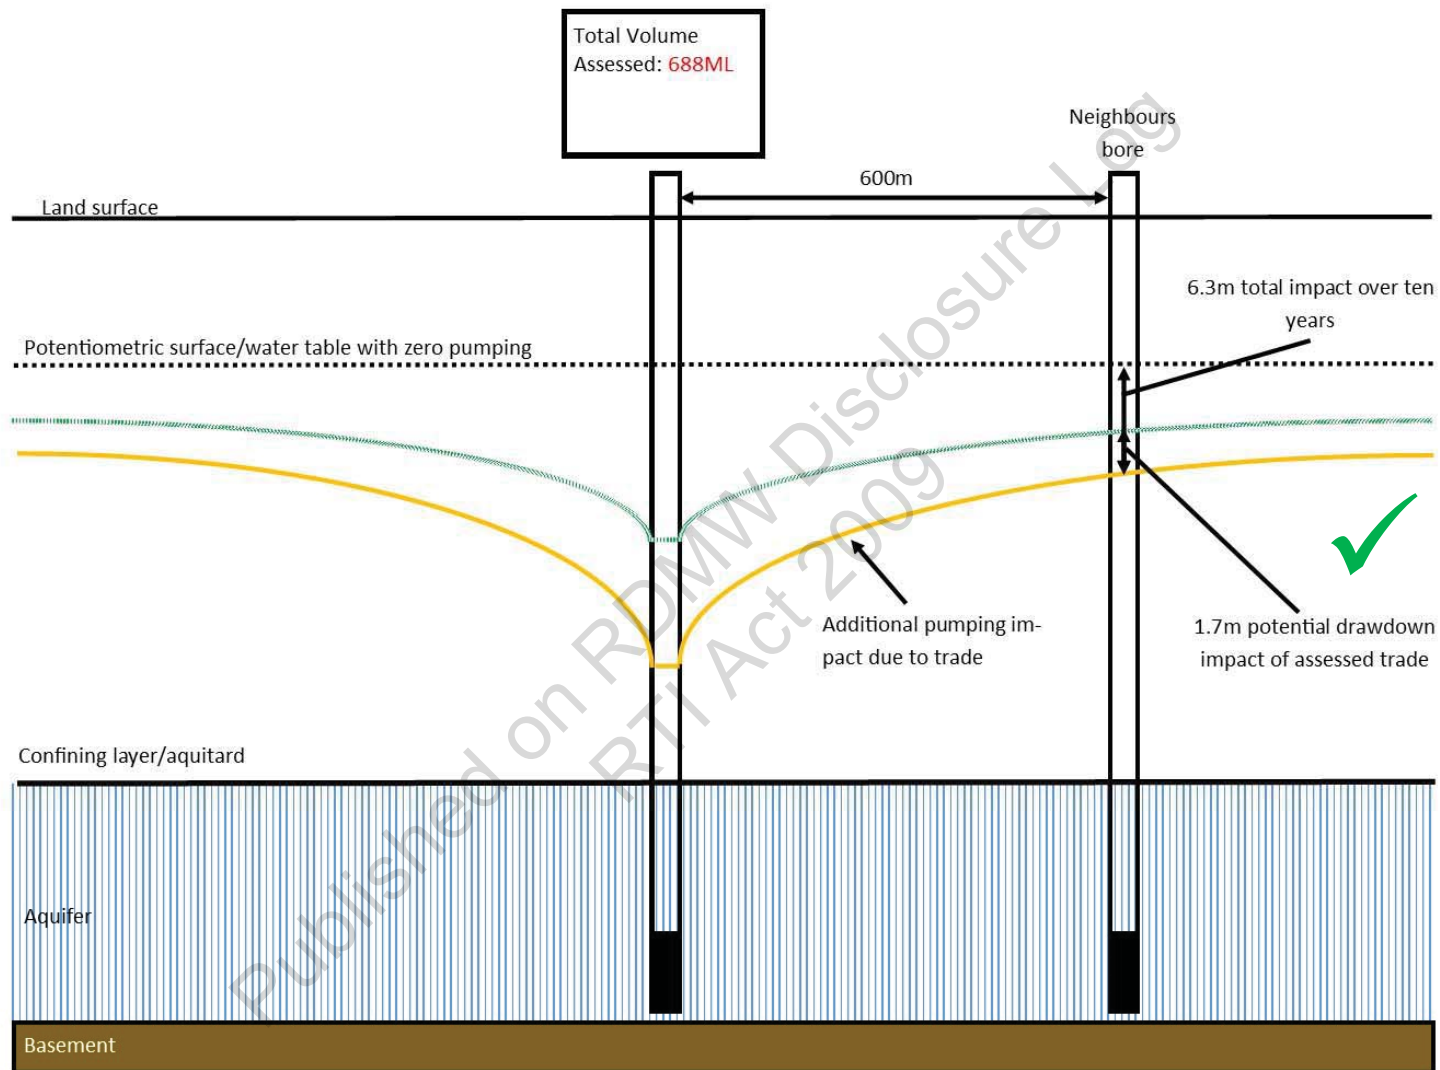 Total Volume
Assessed: 688ML
Neighbours
bore
600m
Land surface
6.3m total impact over ten
years
Potentiometric surface/water table with zero pumping
Additional pumping im-
pact due to trade
1.7m potential drawdown
impact of assessed trade
Confining layer/aquitard
Aquifer
Basement
Published on RDMW Disclosure Log
RTI Act 2009